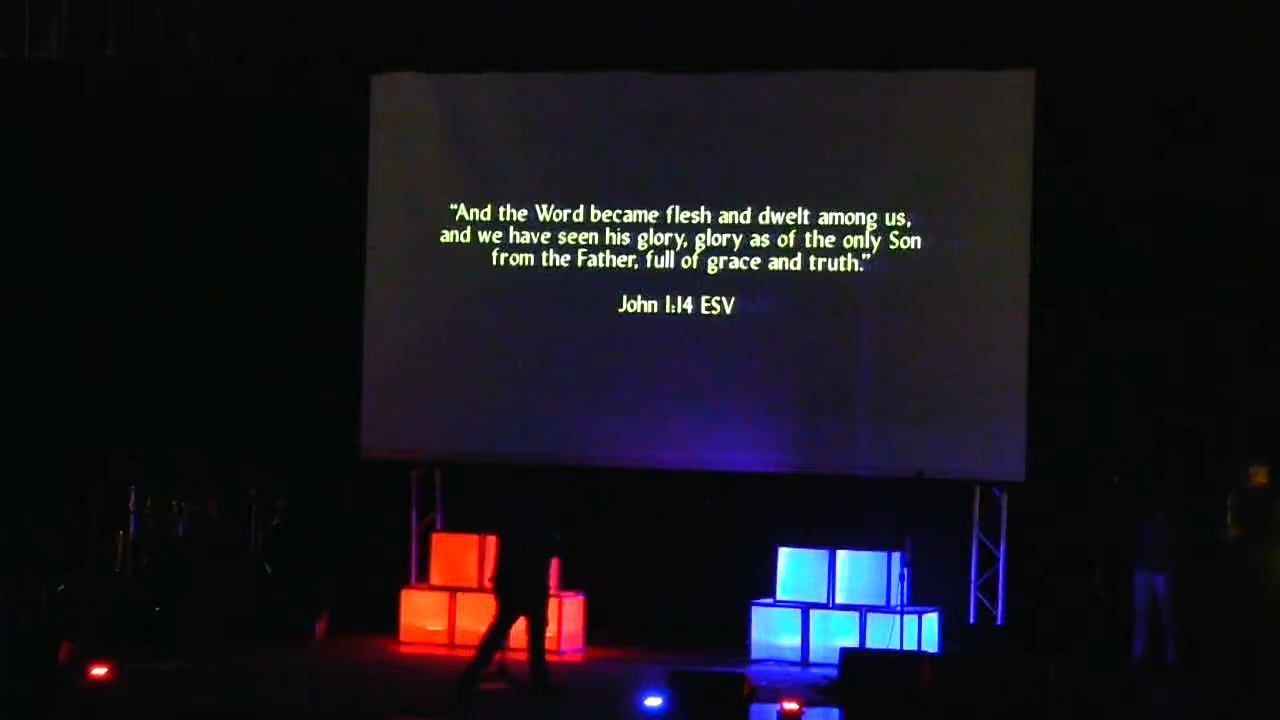 “And the Word became flesh and dwelt among us,
and we have seen his glory, glory as of the only Son
from the Father, full of grace and truth.”
John 1:14 ESV